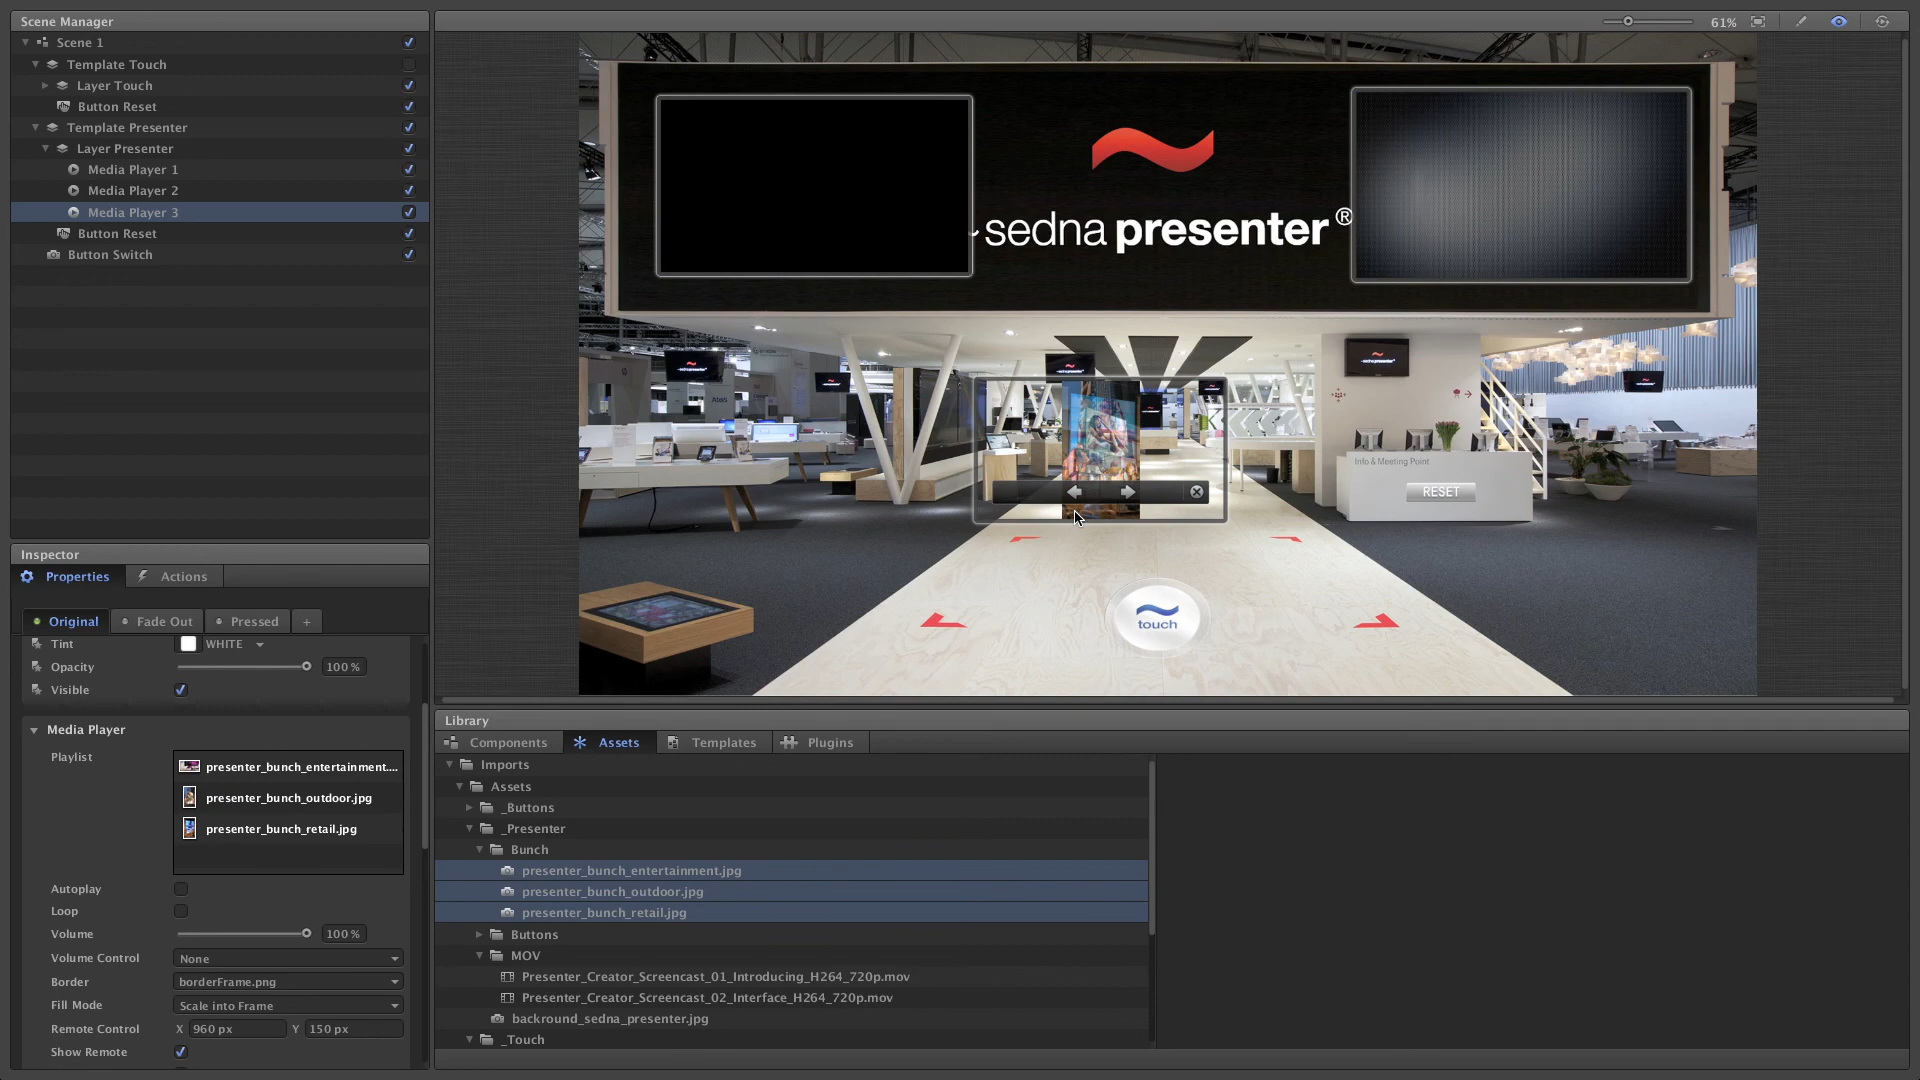 Scene Manager
Scene 1
Template Touch
Layer Touch
Button Reset
Template Presenter
Layer Presenter
Media Player 1
Media Player 2
Media Player 3
Button Reset
Button Switch
Inspector
Properties
Actions
Original
Fade Out
Pressed
+
Tint
WHITE
Opacity
100 %
Visible
Media Player
Playlist
presenter_bunch_entertainment....
presenter_bunch_outdoor.jpg
presenter_bunch_retail.jpg
Autoplay
Loop
Volume
100 %
Volume Control
None
Border
borderFrame.png
Fill Mode
Scale into Frame
Remote Control
X 960 px
Y 150 px
Show Remote
61%
sedna presenter®
Info & Meeting Point
RESET
touch
Library
Components
Assets
Templates
Plugins
Imports
Assets
_Buttons
_Presenter
Bunch
presenter_bunch_entertainment.jpg
presenter_bunch_outdoor.jpg
presenter_bunch_retail.jpg
Buttons
MOV
Presenter_Creator_Screencast_01_Introducing_H264_720p.mov
Presenter_Creator_Screencast_02_Interface_H264_720p.mov
backround_sedna_presenter.jpg
_Touch